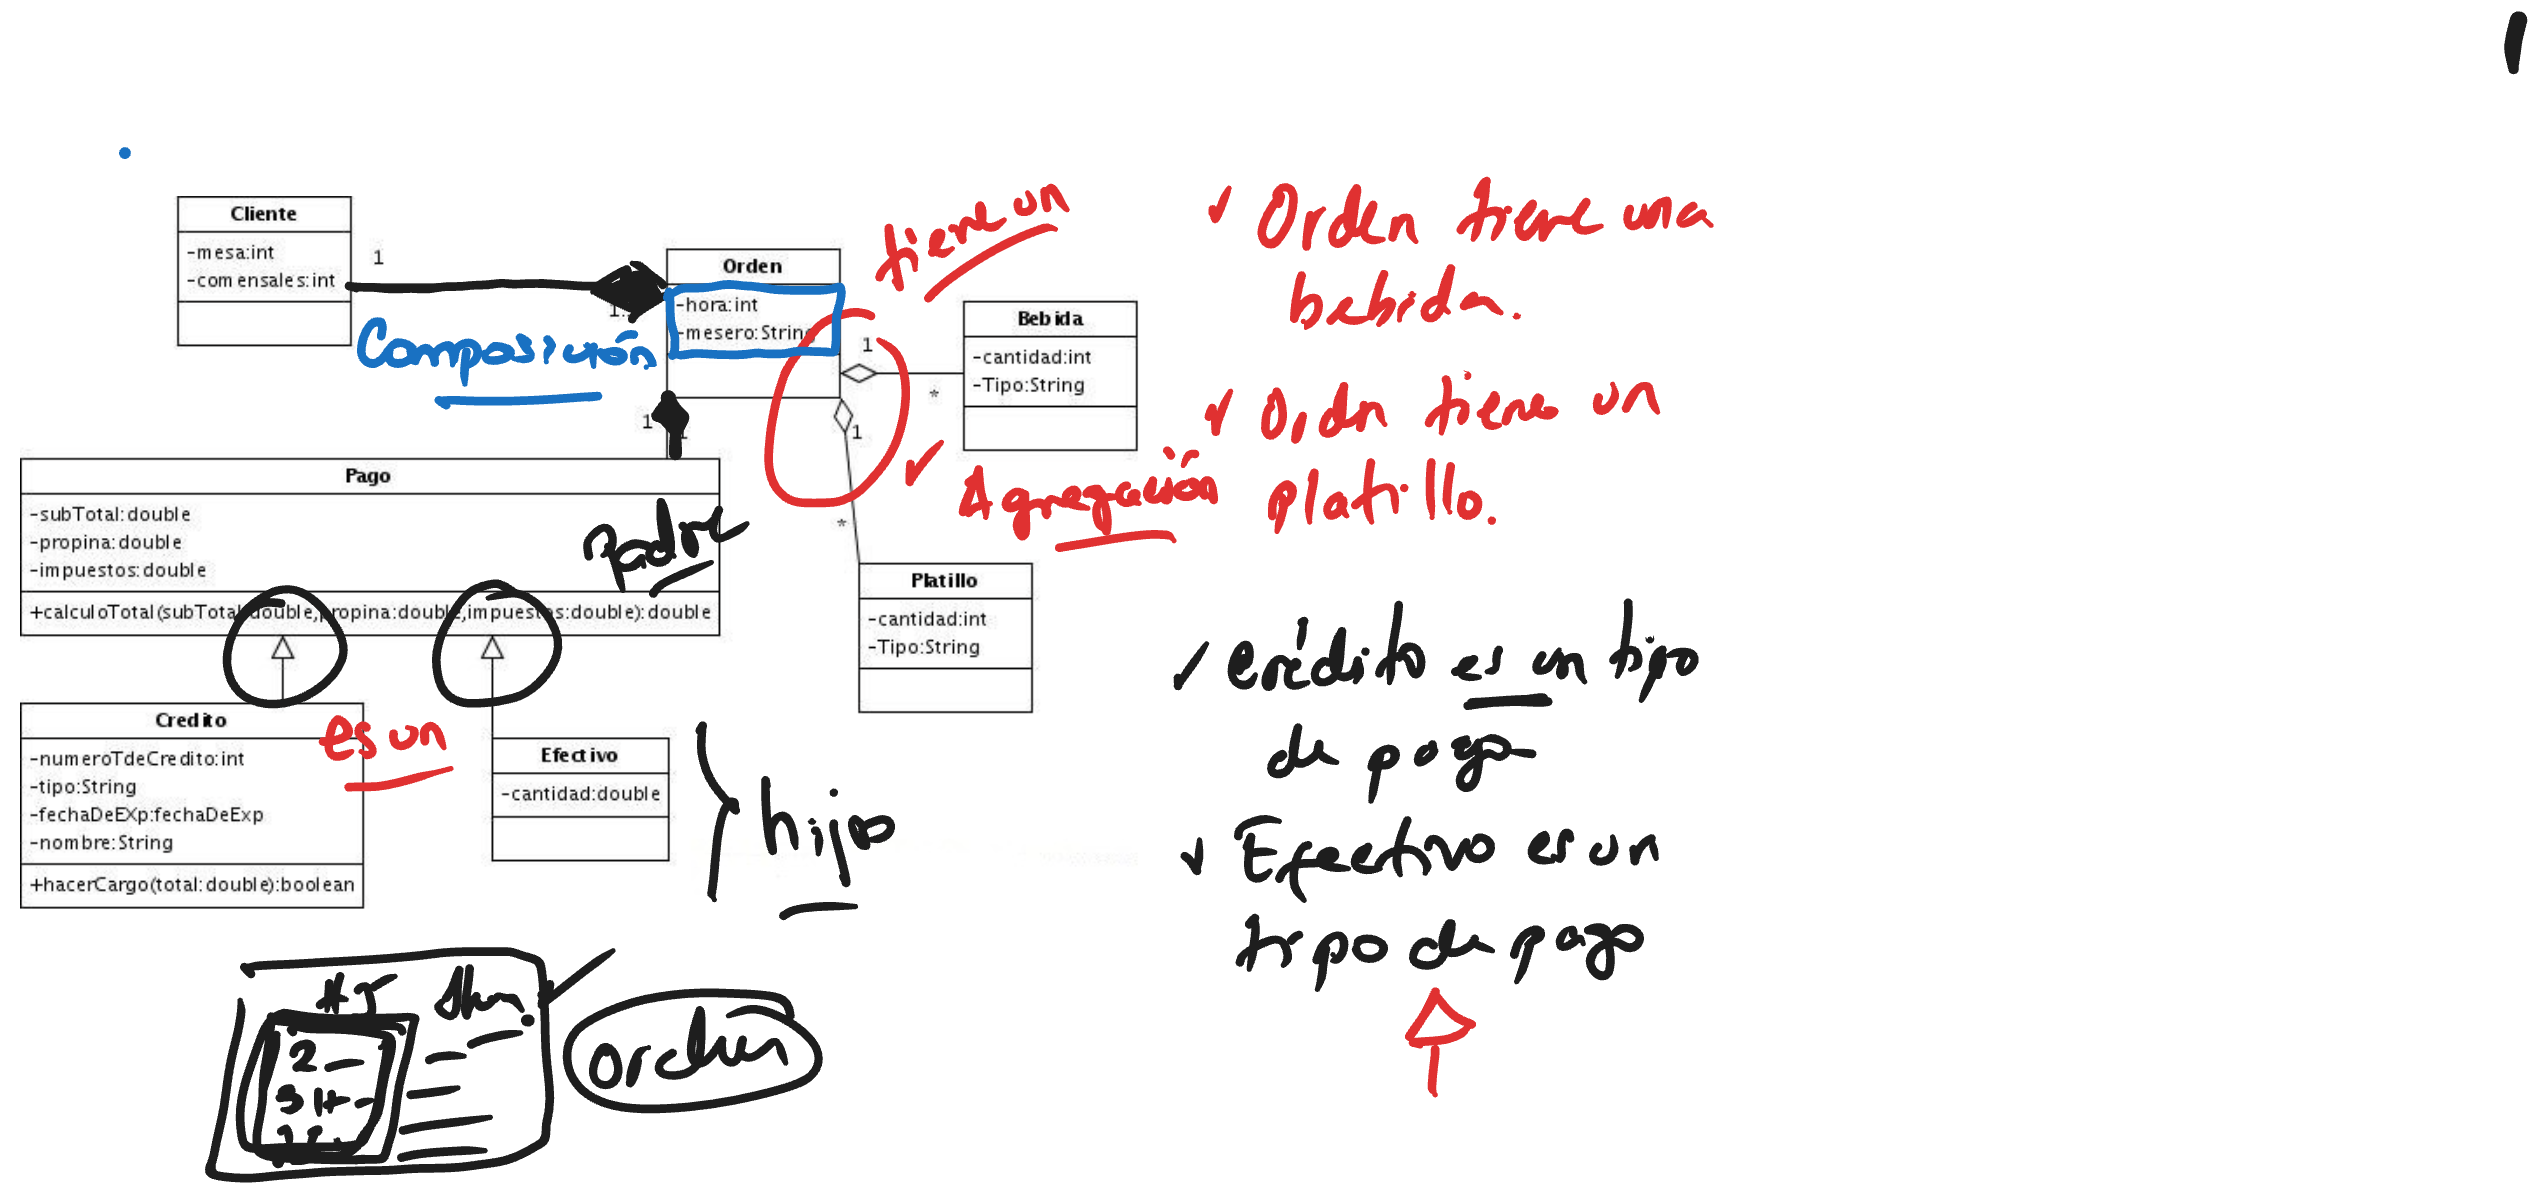 Cliente
-mesa:int
-comensales:int
1
1..
Composición
Orden
-hora:int
-mesero:String
tiene un
1
*
Bebida
-cantidad:int
-Tipo:String
1
1
*
Agregación
Platillo
-cantidad:int
-Tipo:String
Pago
-subTotal:double
-propina:double
-impuestos:double
+calculoTotal(subTotal:double,propina:double,impuestos:double):double
Padre
Credito
-numeroTdeCredito:int
-tipo:String
-fechaDeEXp:fechaDeExp
-nombre:String
+hacerCargo(total:double):boolean
es un
Efectivo
-cantidad:double
hijo
Orden tiene una
bebida.
Ordn tiene un
platillo.
Crédito es un tipo
de pago
Efectivo es un
tipo de pago
2
orden